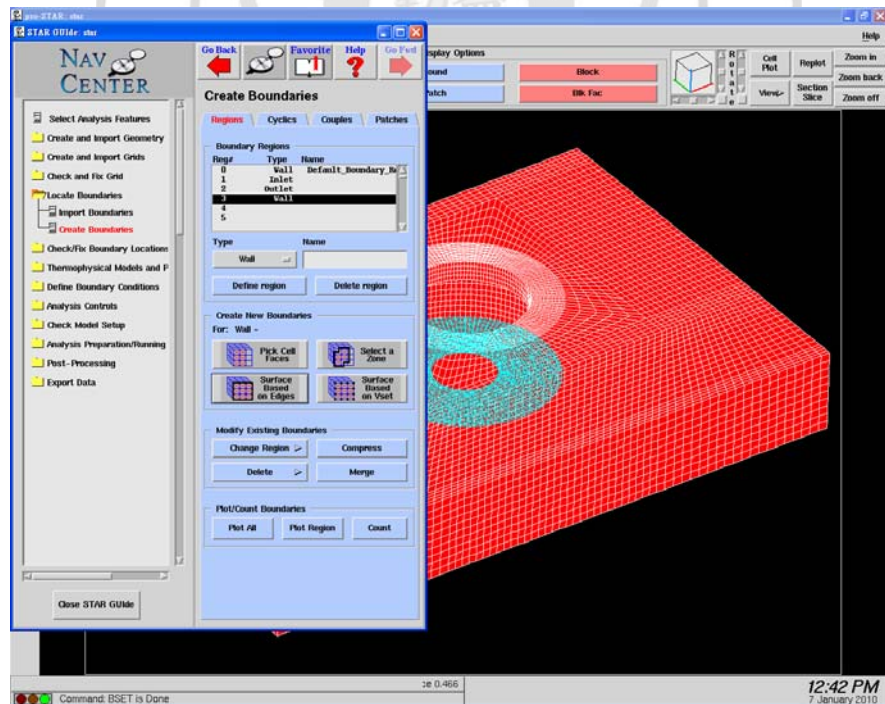 pro-STAR: star
STAR GUIde: star
Help
NAV CENTER
Go Back
Favorite
Help
Go Fwd
Create Boundaries
Regions
Cyclics
Couples
Patches
Select Analysis Features
Create and Import Geometry
Create and Import Grids
Check and Fix Grid
Locate Boundaries
Import Boundaries
Create Boundaries
Check/Fix Boundary Locations
Thermophysical Models and P
Define Boundary Conditions
Analysis Controls
Check Model Setup
Analysis Preparation/Running
Post-Processing
Export Data
Close STAR GUIde
Boundary Regions
Reg# Type Name
0 Wall Default_Boundary_Re
1 Inlet
2 Outlet
3 Wall
4
5
Type
Name
Wall
Define region
Delete region
Create New Boundaries
For: Wall -
Pick Cell Faces
Select a Zone
Surface Based on Edges
Surface Based on Vset
Modify Existing Boundaries
Change Region
Compress
Delete
Merge
Plot/Count Boundaries
Plot All
Plot Region
Count
splay Options
ound
Block
Patch
Blk Fac
Rotate
Cell Plot
Replot
Zoom in
Zoom back
View
Section Slice
Zoom off
ce 0.466
Command: BSET is Done
12:42 PM
7 January 2010